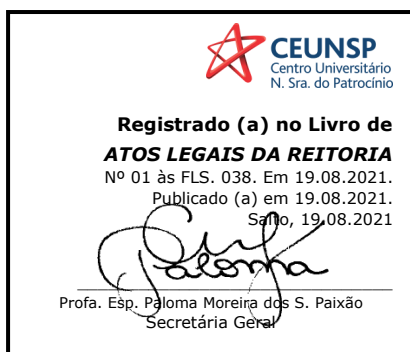 CEUNSP
Centro Universitário
N. Sra. do Patrocínio
Registrado (a) no Livro de
ATOS LEGAIS DA REITORIA
Nº 01 às FLS. 038. Em 19.08.2021.
Publicado (a) em 19.08.2021.
Salto, 19.08.2021
Paloma
Profa. Esp. Paloma Moreira dos S. Paixão
Secretária Geral